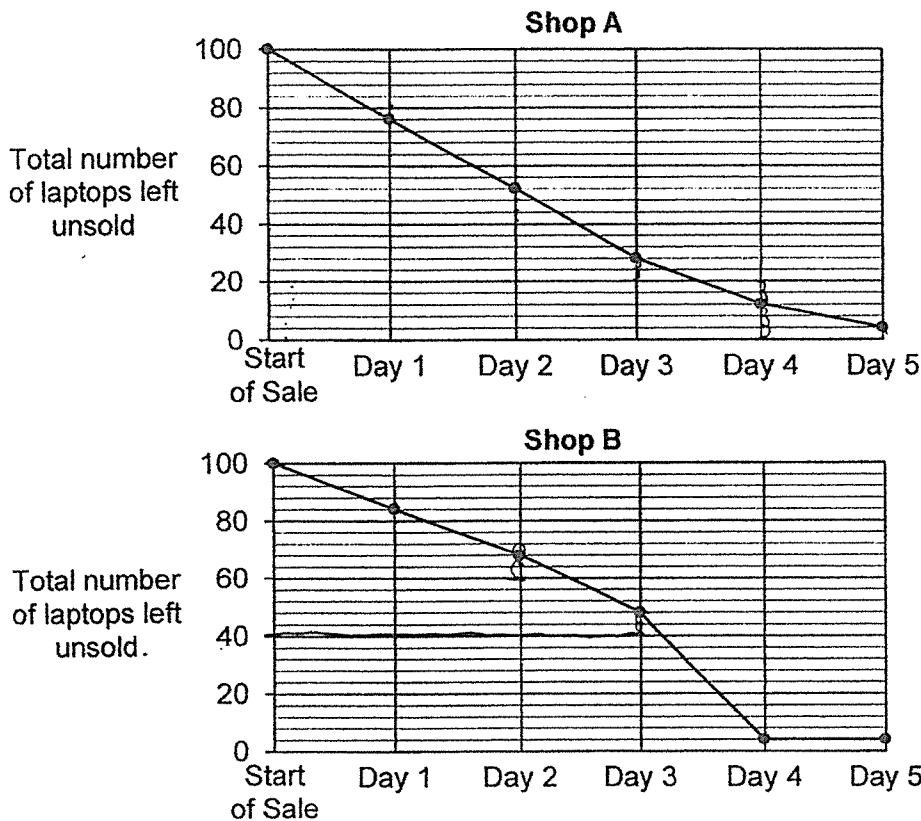 Shop A
100
80
Total number
of laptops left
unsold
60
40
20
0
Start
of Sale
Day 1
Day 2
Day 3
Day 4
Day 5
Shop B
100
80
Total number
of laptops left
unsold.
60
40
20
0
Start
of Sale
Day 1
Day 2
Day 3
Day 4
Day 5